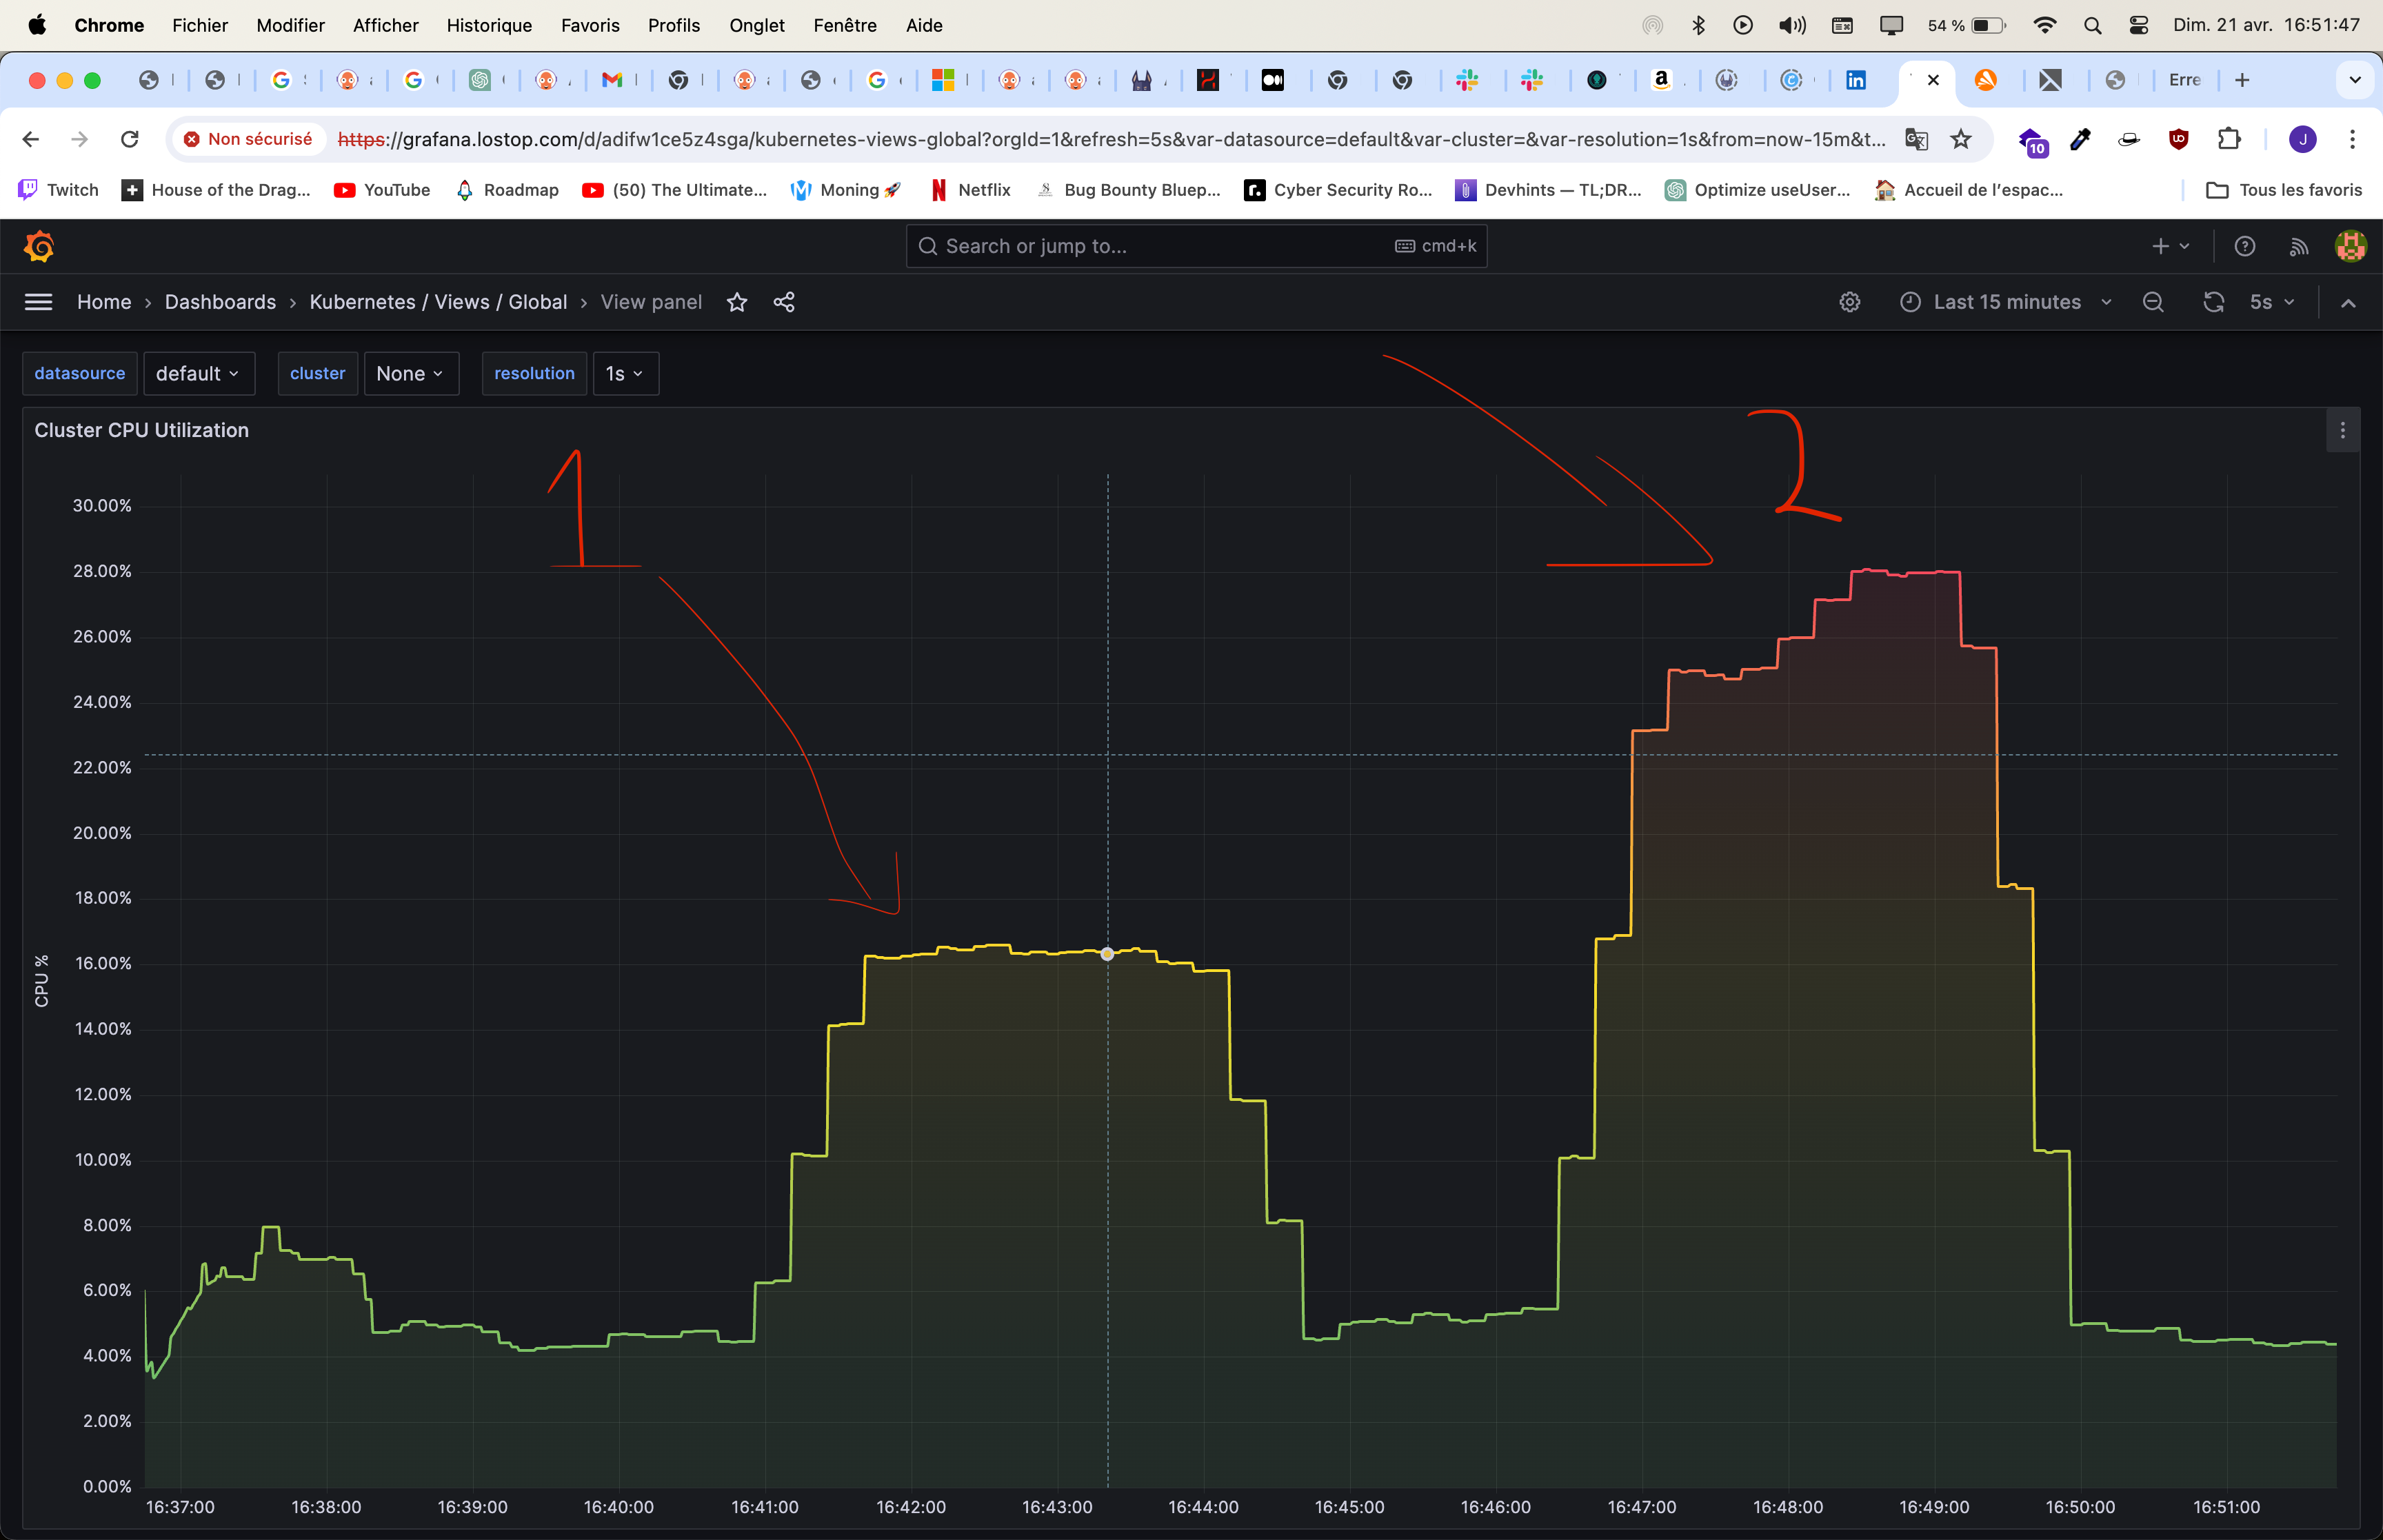 Chrome Fichier Modifier Afficher Historique Favoris Profils Onglet Fenêtre Aide 54 % Dim. 21 avr. 16:51:47
Erre
Non sécurisé https://grafana.lostop.com/d/adifw1ce5z4sga/kubernetes-views-global?orgId=1&refresh=5s&var-datasource=default&var-cluster=&var-resolution=1s&from=now-15m&t... 10 J
Twitch House of the Drag... YouTube Roadmap (50) The Ultimate... Moning 🚀 Netflix Bug Bounty Bluep... Cyber Security Ro... Devhints — TL;DR... Optimize useUser... Accueil de l'espac... Tous les favoris
Search or jump to... cmd+k
Home › Dashboards › Kubernetes / Views / Global › View panel Last 15 minutes 5s
datasource default cluster None resolution 1s
Cluster CPU Utilization
1
2
30.00%
28.00%
26.00%
24.00%
22.00%
20.00%
18.00%
16.00%
14.00%
12.00%
10.00%
8.00%
6.00%
4.00%
2.00%
0.00%
CPU %
16:37:00 16:38:00 16:39:00 16:40:00 16:41:00 16:42:00 16:43:00 16:44:00 16:45:00 16:46:00 16:47:00 16:48:00 16:49:00 16:50:00 16:51:00